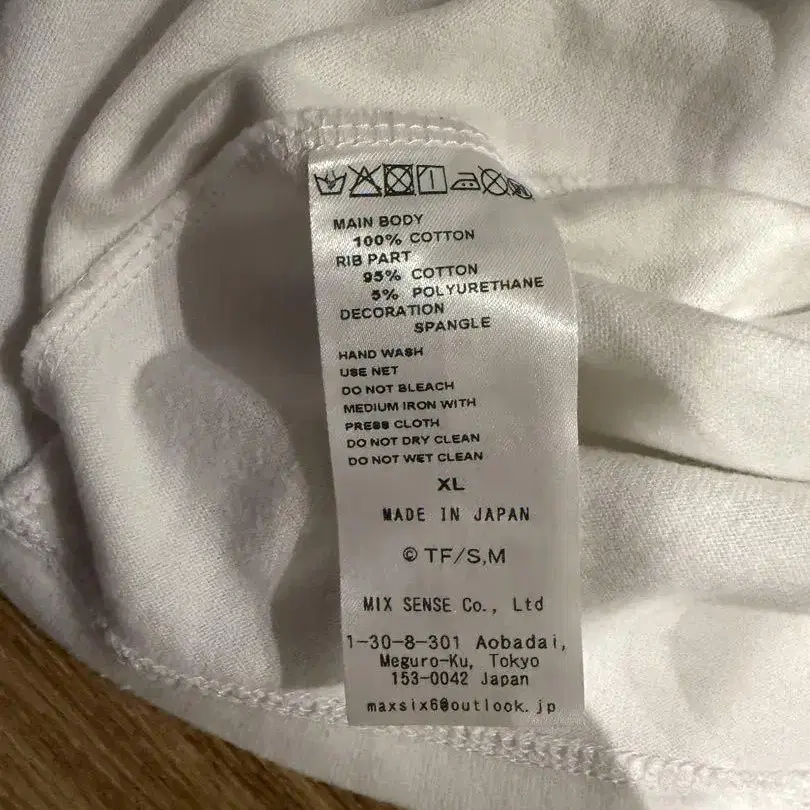 MAIN BODY
100% COTTON
RIB PART
95% COTTON
5% POLYURETHANE
DECORATION
SPANGLE
HAND WASH
USE NET
DO NOT BLEACH
MEDIUM IRON WITH
PRESS CLOTH
DO NOT DRY CLEAN
DO NOT WET CLEAN
XL
MADE IN JAPAN
© TF/S,M
MIX SENSE Co., Ltd
1-30-8-301 Aobadai,
Meguro-Ku, Tokyo
153-0042 Japan
maxsix6@outlook.jp